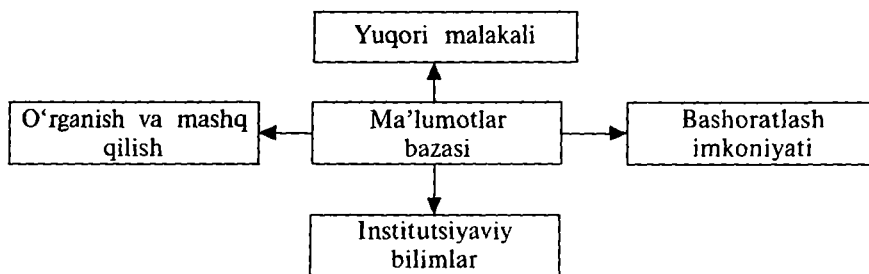 Yuqori malakali
O‘rganish va mashq
qilish
Ma’lumotlar
bazasi
Bashoratlash
imkoniyati
Institutsiyaviy
bilimlar